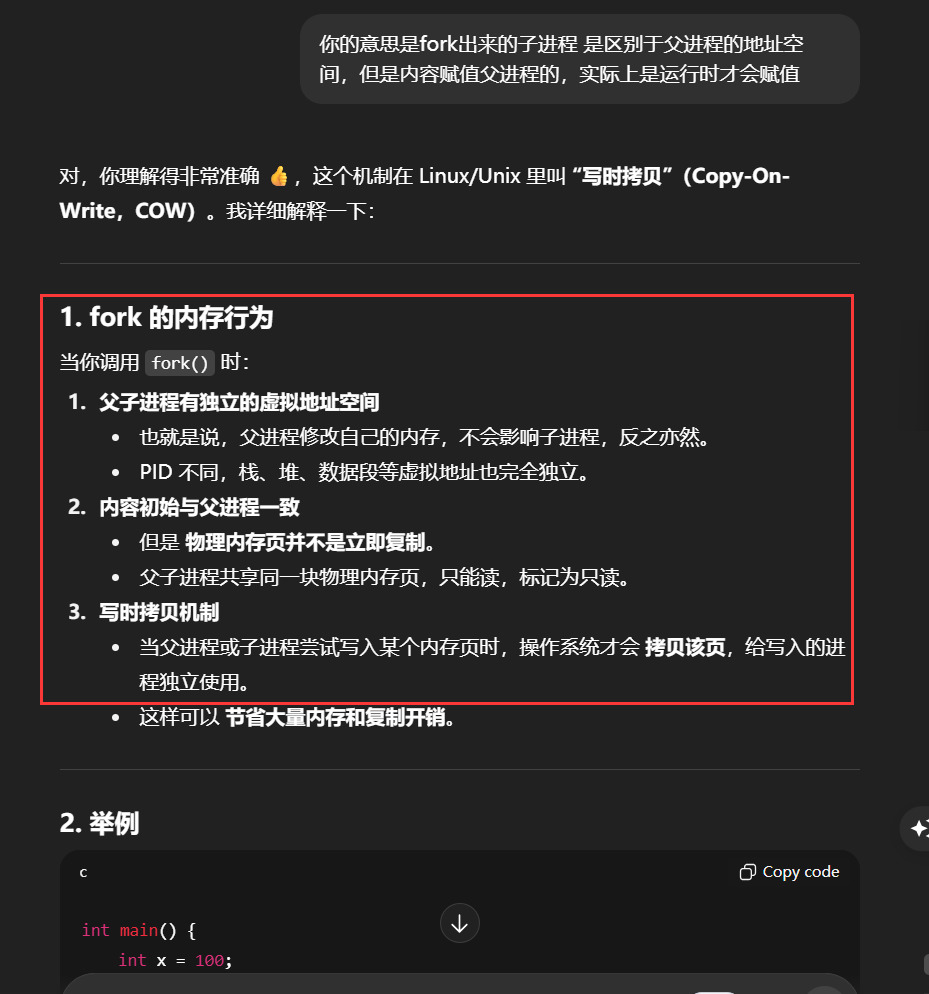 你的意思是fork出来的子进程 是区别于父进程的地址空
间，但是内容赋值父进程的，实际上是运行时才会赋值
对，你理解得非常准确 👍，这个机制在 Linux/Unix 里叫 “写时拷贝”（Copy-On-
Write，COW）。我详细解释一下：
1. fork 的内存行为
当你调用 fork() 时：
1. 父子进程有独立的虚拟地址空间
• 也就是说，父进程修改自己的内存，不会影响子进程，反之亦然。
• PID 不同，栈、堆、数据段等虚拟地址也完全独立。
2. 内容初始与父进程一致
• 但是 物理内存页并不是立即复制。
• 父子进程共享同一块物理内存页，只能读，标记为只读。
3. 写时拷贝机制
• 当父进程或子进程尝试写入某个内存页时，操作系统才会 拷贝该页，给写入的进
程独立使用。
• 这样可以 节省大量内存和复制开销。
2. 举例
c
Copy code
int main() {
int x = 100;